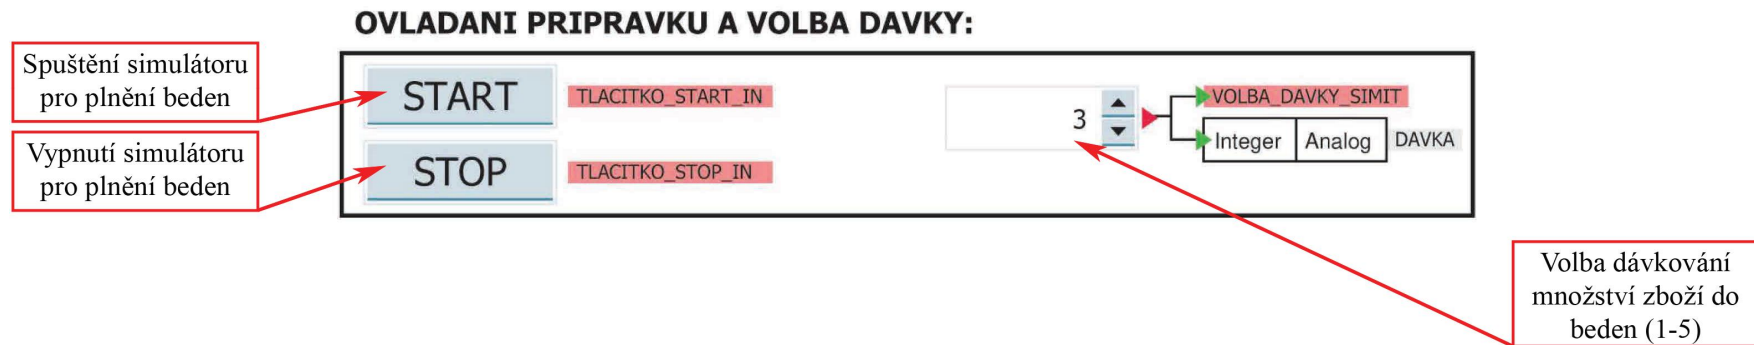 OVLADANI PRIPRAVKU A VOLBA DAVKY:
Spuštění simulátoru
pro plnění beden
START
TLACITKO_START_IN
3
VOLBA_DAVKY_SIMIT
Integer
Analog
DAVKA
Vypnutí simulátoru
pro plnění beden
STOP
TLACITKO_STOP_IN
Volba dávkování
množství zboží do
beden (1-5)